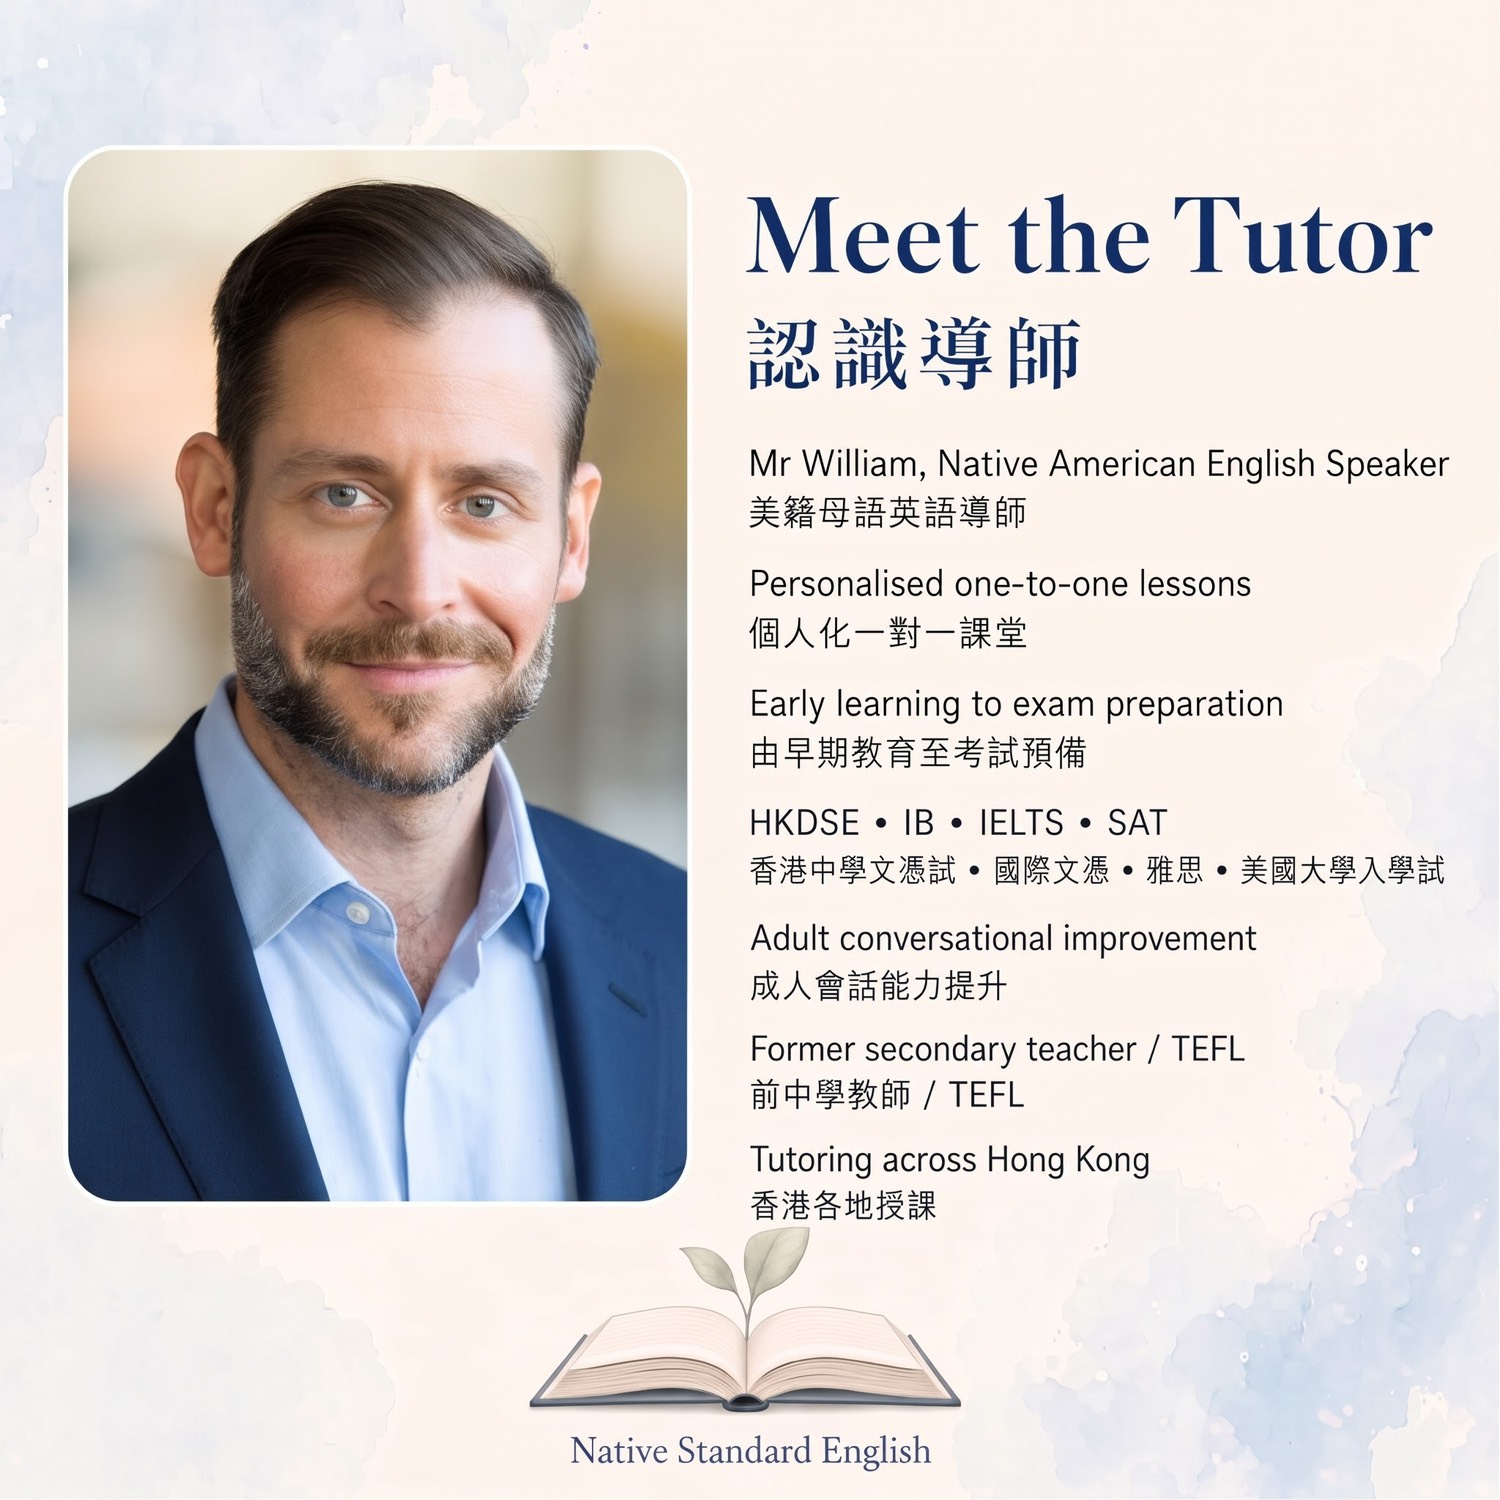 Meet the Tutor
認識導師
Mr William, Native American English Speaker
美籍母語英語導師
Personalised one-to-one lessons
個人化一對一課堂
Early learning to exam preparation
由早期教育至考試預備
HKDSE • IB • IELTS • SAT
香港中學文憑試 • 國際文憑 • 雅思 • 美國大學入學試
Adult conversational improvement
成人會話能力提升
Former secondary teacher / TEFL
前中學教師 / TEFL
Tutoring across Hong Kong
香港各地授課
Native Standard English